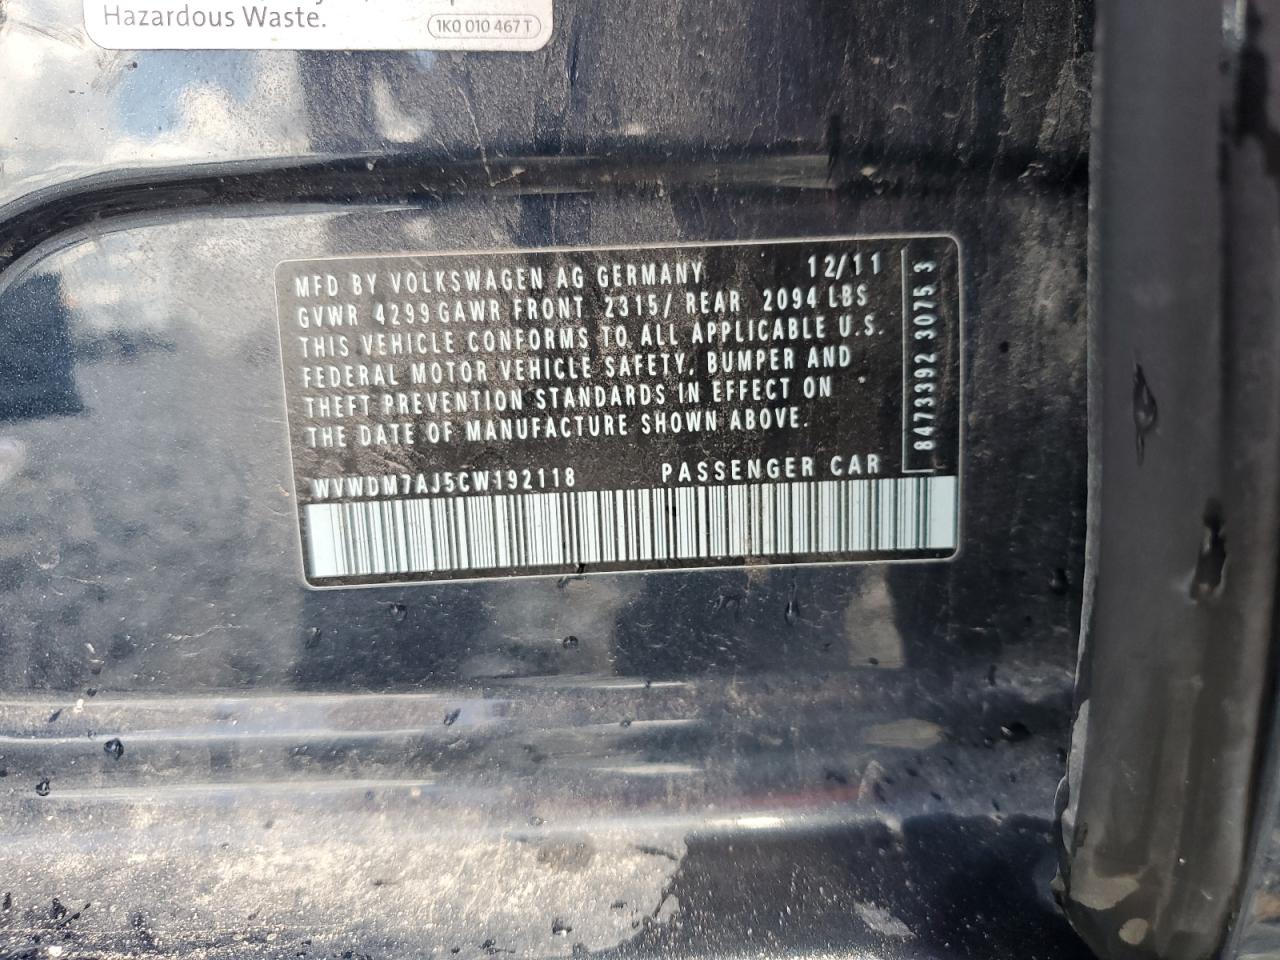 Hazardous Waste.
1K0 010 467 T
MFD BY VOLKSWAGEN AG GERMANY 12/11
GVWR 4299 GAWR FRONT 2315/ REAR 2094 LBS
THIS VEHICLE CONFORMS TO ALL APPLICABLE U.S.
FEDERAL MOTOR VEHICLE SAFETY, BUMPER AND
THEFT PREVENTION STANDARDS IN EFFECT ON
THE DATE OF MANUFACTURE SHOWN ABOVE.
WVWDM7AJ5CW192118 PASSENGER CAR
8473392 3075 3